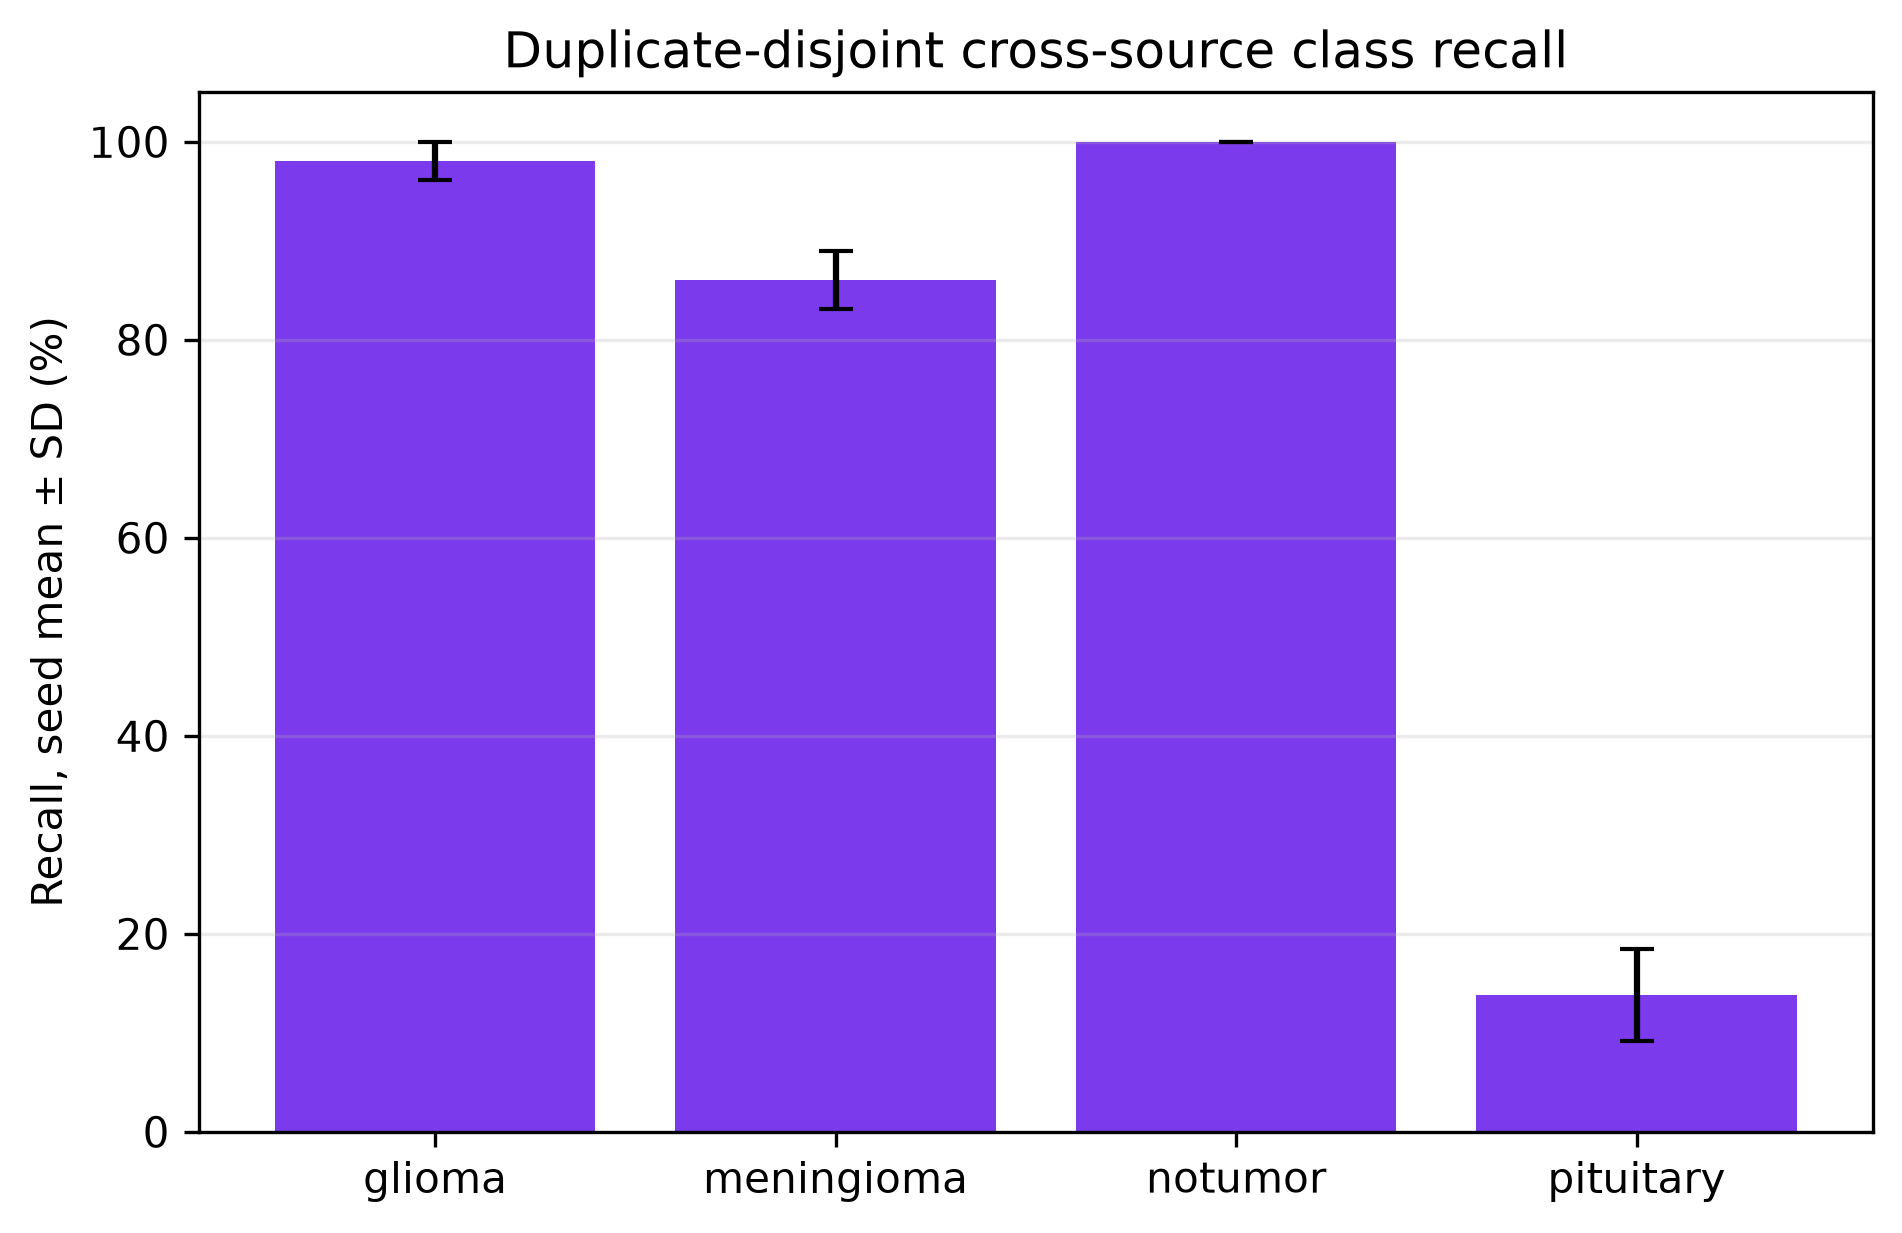 Duplicate-disjoint cross-source class recall
Recall, seed mean ± SD (%)
100
80
60
40
20
0
glioma
meningioma
notumor
pituitary